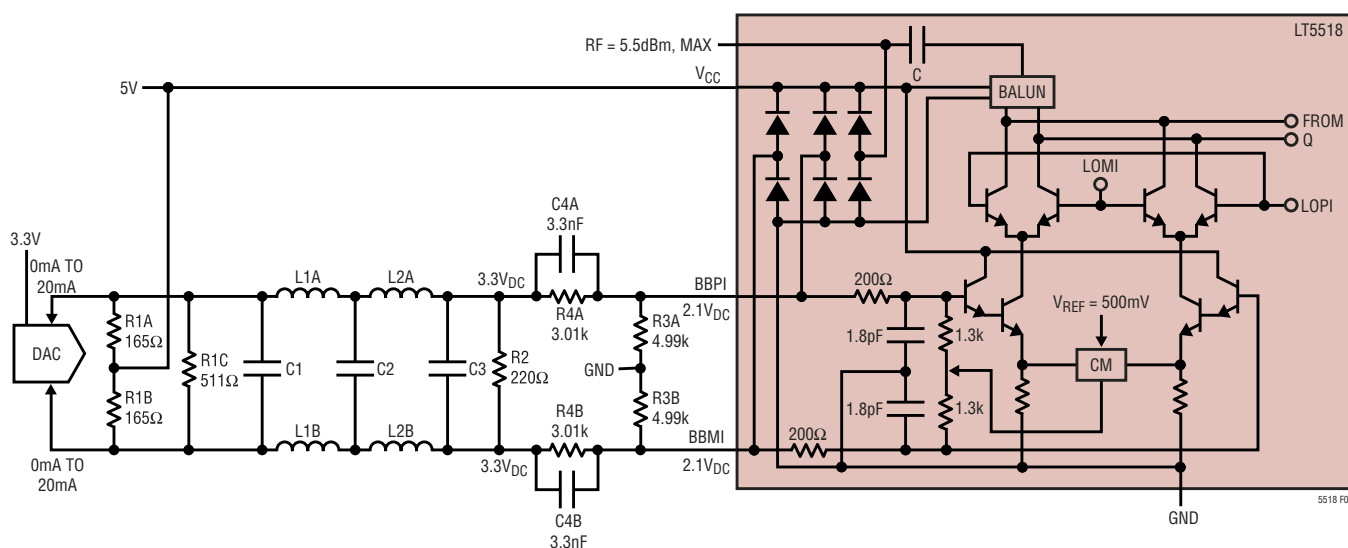 LT5518
RF = 5.5dBm, MAX
C
VCC
5V
BALUN
FROM
Q
LOMI
LOPI
C4A
3.3nF
3.3V
0mA TO
20mA
L1A
L2A
3.3VDC
R4A
3.01k
BBPI
2.1VDC
200Ω
VREF = 500mV
R1A
165Ω
R1C
511Ω
C1
C2
C3
R2
220Ω
R3A
4.99k
GND
1.8pF
1.3k
CM
DAC
R1B
165Ω
R3B
4.99k
1.8pF
1.3k
R4B
3.01k
L1B
L2B
BBMI
200Ω
0mA TO
20mA
3.3VDC
2.1VDC
C4B
3.3nF
GND
5518 F0